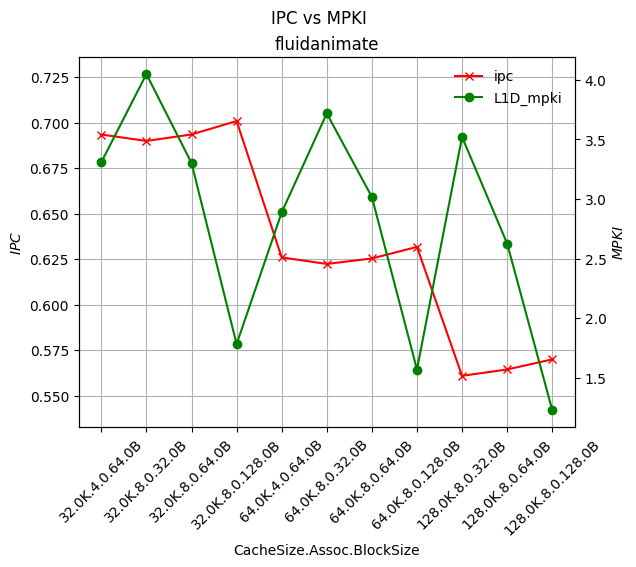 IPC vs MPKI
fluidanimate
ipc
L1D_mpki
0.725
0.700
0.675
0.650
0.625
0.600
0.575
0.550
IPC
4.0
3.5
3.0
2.5
2.0
1.5
MPKI
32.0K.4.0.64.0B
32.0K.8.0.32.0B
32.0K.8.0.64.0B
32.0K.8.0.128.0B
64.0K.4.0.64.0B
64.0K.8.0.32.0B
64.0K.8.0.64.0B
64.0K.8.0.128.0B
128.0K.8.0.32.0B
128.0K.8.0.64.0B
128.0K.8.0.128.0B
CacheSize.Assoc.BlockSize